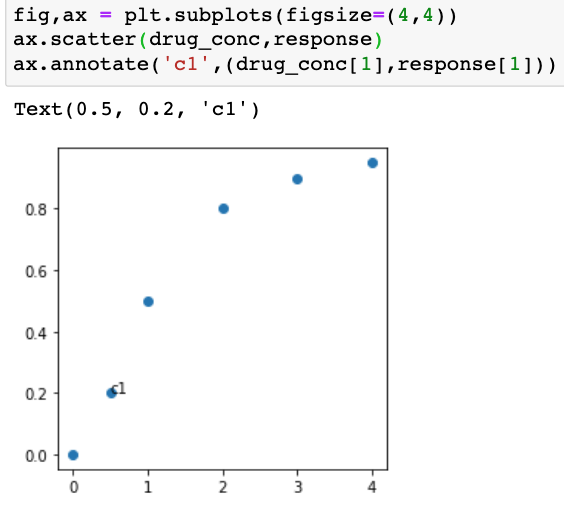 fig,ax = plt.subplots(figsize=(4,4))
ax.scatter(drug_conc,response)
ax.annotate('c1',(drug_conc[1],response[1]))
Text(0.5, 0.2, 'c1')
0.8
0.6
0.4
0.2
c1
0.0
0 1 2 3 4